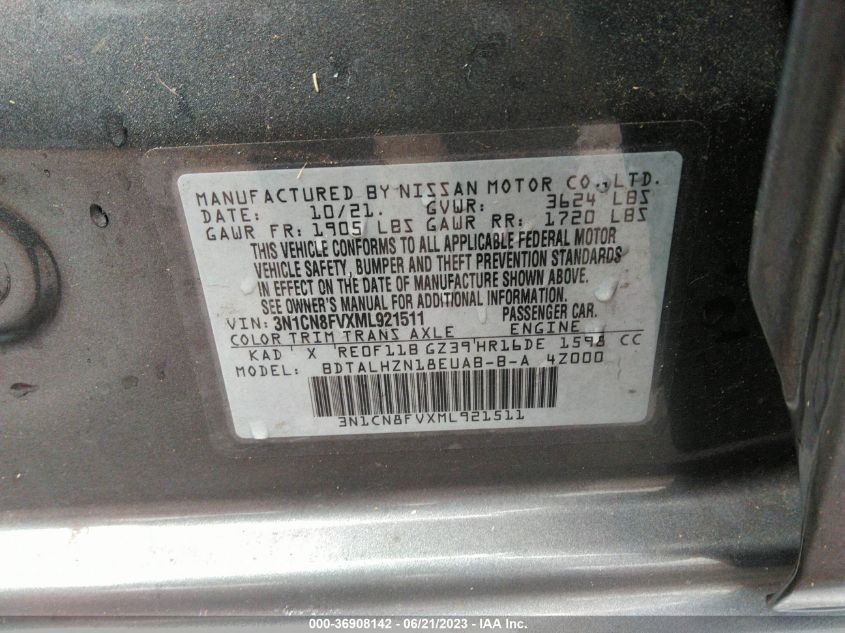 MANUFACTURED BY NISSAN MOTOR CO.,LTD.
DATE: 10/21. GVWR: 3624 LBS
GAWR FR: 1905 LBS GAWR RR: 1720 LBS
THIS VEHICLE CONFORMS TO ALL APPLICABLE FEDERAL MOTOR
VEHICLE SAFETY, BUMPER AND THEFT PREVENTION STANDARDS
IN EFFECT ON THE DATE OF MANUFACTURE SHOWN ABOVE.
SEE OWNER'S MANUAL FOR ADDITIONAL INFORMATION.
VIN: 3N1CN8FVXML921511 PASSENGER CAR.
COLOR TRIM TRANS AXLE ENGINE
KAD X RE0F11B GZ39 HR16DE 1598 CC
MODEL: BDTALHZN18EUAB-B-A 4Z000
3N1CN8FVXML921511
000-36908142 - 06/21/2023 - IAA Inc.